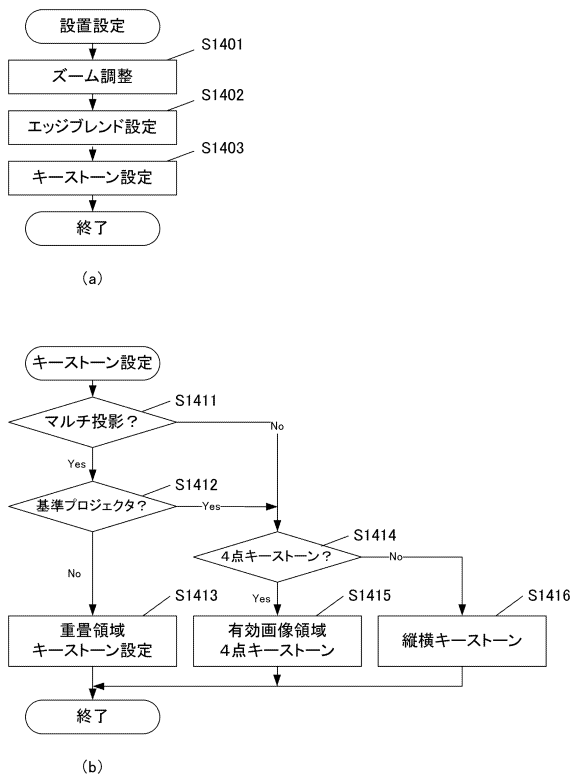 設置設定
S1401
ズーム調整
S1402
エッジブレンド設定
S1403
キーストーン設定
終了
(a)
キーストーン設定
S1411
マルチ投影？
No
Yes
S1412
基準プロジェクタ？
Yes
S1414
4点キーストーン？
No
No
Yes
S1413
重畳領域
キーストーン設定
S1415
有効画像領域
4点キーストーン
S1416
縦横キーストーン
終了
(b)